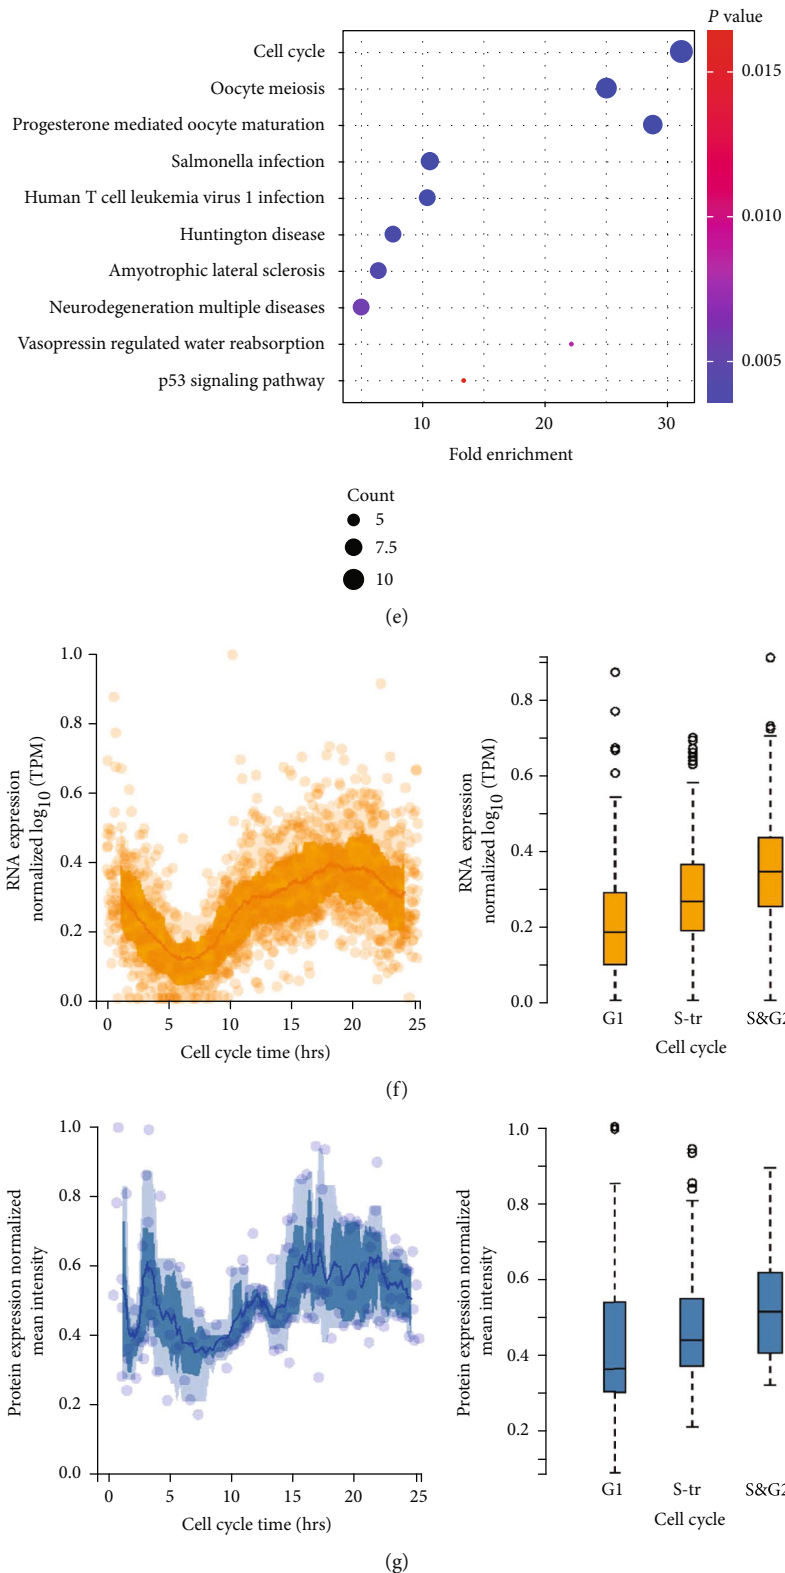 P value
Cell cycle
Oocyte meiosis
Progesterone mediated oocyte maturation
Salmonella infection
Human T cell leukemia virus 1 infection
Huntington disease
Amyotrophic lateral sclerosis
Neurodegeneration multiple diseases
Vasopressin regulated water reabsorption
p53 signaling pathway
0.015
0.010
0.005
10 20 30
Fold enrichment
Count
5
7.5
10
(e)
RNA expression
normalized log10 (TPM)
1.0
0.8
0.6
0.4
0.2
0.0
0 5 10 15 20 25
Cell cycle time (hrs)
RNA expression
normalized log10 (TPM)
0.8
0.6
0.4
0.2
0.0
G1 S-tr S&G2
Cell cycle
(f)
Protein expression normalized
mean intensity
1.0
0.8
0.6
0.4
0.2
0.0
0 5 10 15 20 25
Cell cycle time (hrs)
Protein expression normalized
mean intensity
1.0
0.8
0.6
0.4
0.2
G1 S-tr S&G2
Cell cycle
(g)